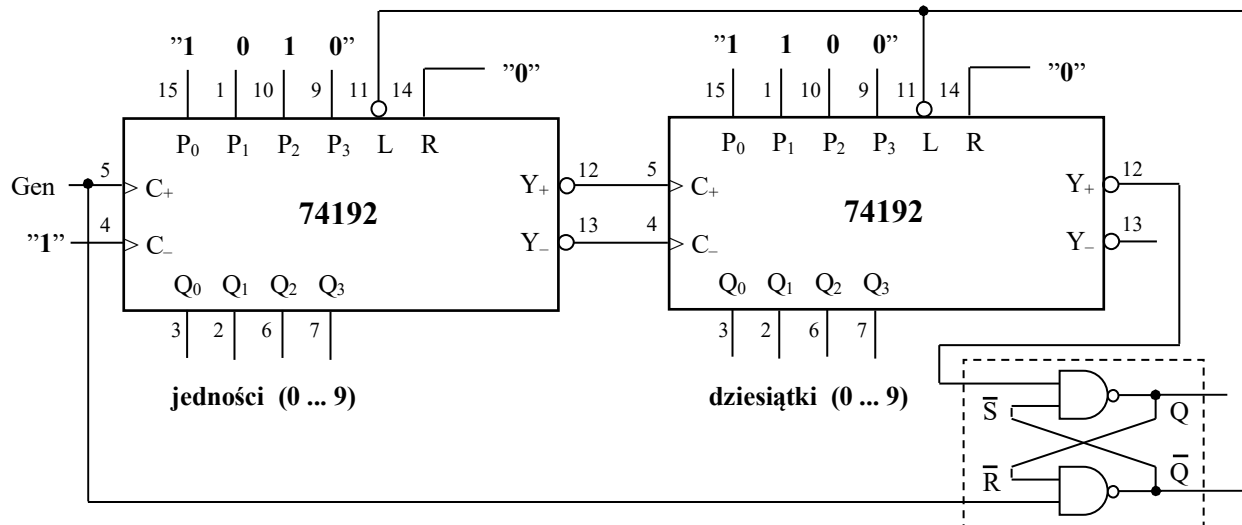 ”1 0 1 0” ”1 1 0 0”
”0” ”0”
15 1 10 9 11 14 15 1 10 9 11 14
P₀ P₁ P₂ P₃ L R P₀ P₁ P₂ P₃ L R
5 12 5 12
Gen C₊ Y₊ C₊ Y₊
74192 74192
4 13 4 13
”1” C₋ Y₋ C₋ Y₋
Q₀ Q₁ Q₂ Q₃ Q₀ Q₁ Q₂ Q₃
3 2 6 7 3 2 6 7
jedności (0 ... 9) dziesiątki (0 ... 9)
S̅ Q
R̅ Q̅